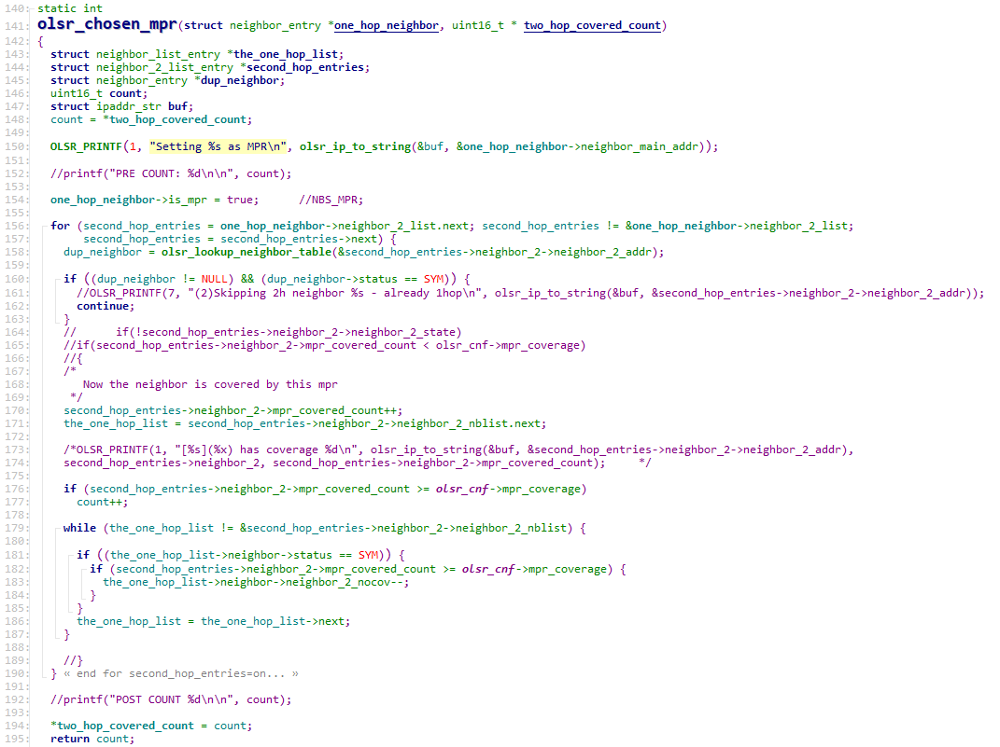 140: static int
141: olsr_chosen_mpr(struct neighbor_entry *one_hop_neighbor, uint16_t * two_hop_covered_count)
142: {
143:   struct neighbor_list_entry *the_one_hop_list;
144:   struct neighbor_2_list_entry *second_hop_entries;
145:   struct neighbor_entry *dup_neighbor;
146:   uint16_t count;
147:   struct ipaddr_str buf;
148:   count = *two_hop_covered_count;
149:
150:   OLSR_PRINTF(1, "Setting %s as MPR\n", olsr_ip_to_string(&buf, &one_hop_neighbor->neighbor_main_addr));
151:
152:   //printf("PRE COUNT: %d\n\n", count);
153:
154:   one_hop_neighbor->is_mpr = true;      //NBS_MPR;
155:
156:   for (second_hop_entries = one_hop_neighbor->neighbor_2_list.next; second_hop_entries != &one_hop_neighbor->neighbor_2_list;
157:        second_hop_entries = second_hop_entries->next) {
158:     dup_neighbor = olsr_lookup_neighbor_table(&second_hop_entries->neighbor_2->neighbor_2_addr);
159:
160:     if ((dup_neighbor != NULL) && (dup_neighbor->status == SYM)) {
161:       //OLSR_PRINTF(7, "(2)Skipping 2h neighbor %s - already 1hop\n", olsr_ip_to_string(&buf, &second_hop_entries->neighbor_2->neighbor_2_addr));
162:       continue;
163:     }
164:     //      if(!second_hop_entries->neighbor_2->neighbor_2_state)
165:     //if(second_hop_entries->neighbor_2->mpr_covered_count < olsr_cnf->mpr_coverage)
166:     //{
167:     /*
168:        Now the neighbor is covered by this mpr
169:      */
170:     second_hop_entries->neighbor_2->mpr_covered_count++;
171:     the_one_hop_list = second_hop_entries->neighbor_2->neighbor_2_nblist.next;
172:
173:     /*OLSR_PRINTF(1, "[%s](%x) has coverage %d\n", olsr_ip_to_string(&buf, &second_hop_entries->neighbor_2->neighbor_2_addr),
174:     second_hop_entries->neighbor_2, second_hop_entries->neighbor_2->mpr_covered_count);     */
175:
176:     if (second_hop_entries->neighbor_2->mpr_covered_count >= olsr_cnf->mpr_coverage)
177:       count++;
178:
179:     while (the_one_hop_list != &second_hop_entries->neighbor_2->neighbor_2_nblist) {
180:
181:       if ((the_one_hop_list->neighbor->status == SYM)) {
182:         if (second_hop_entries->neighbor_2->mpr_covered_count >= olsr_cnf->mpr_coverage) {
183:           the_one_hop_list->neighbor->neighbor_2_nocov--;
184:         }
185:       }
186:       the_one_hop_list = the_one_hop_list->next;
187:     }
188:
189:     //}
190:   } « end for second_hop_entries=on... »
191:
192:   //printf("POST COUNT %d\n\n", count);
193:
194:   *two_hop_covered_count = count;
195:   return count;